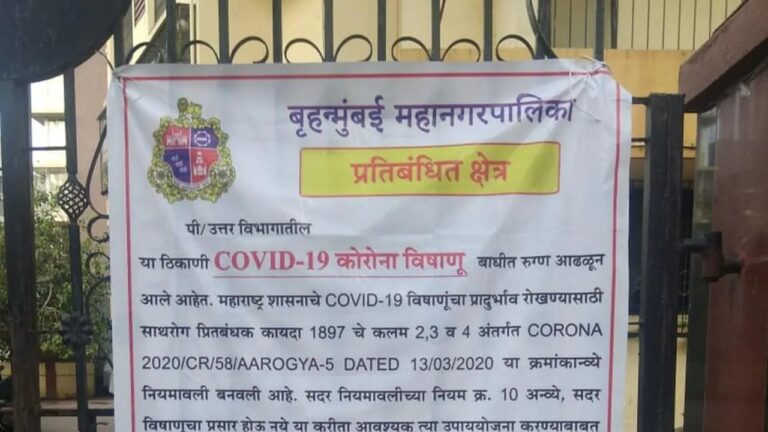 बृहन्मुंबई महानगरपालिका
प्रतिबंधित क्षेत्र
पी/उत्तर विभागातील
या ठिकाणी COVID-19 कोरोना विषाणू बाधीत रुग्ण आढळून
आले आहेत. महाराष्ट्र शासनाचे COVID-19 विषाणूंचा प्रादुर्भाव रोखण्यासाठी
साथरोग प्रितबंधक कायदा 1897 चे कलम 2,3 व 4 अंतर्गत CORONA
2020/CR/58/AAROGYA-5 DATED 13/03/2020 या क्रमांकान्व्ये
नियमावली बनवली आहे. सदर नियमावलीच्या नियम क्र. 10 अन्व्ये, सदर
विषाणूचा प्रसार होऊ नये या करीता आवश्यक त्या उपाययोजना करण्याबाबत